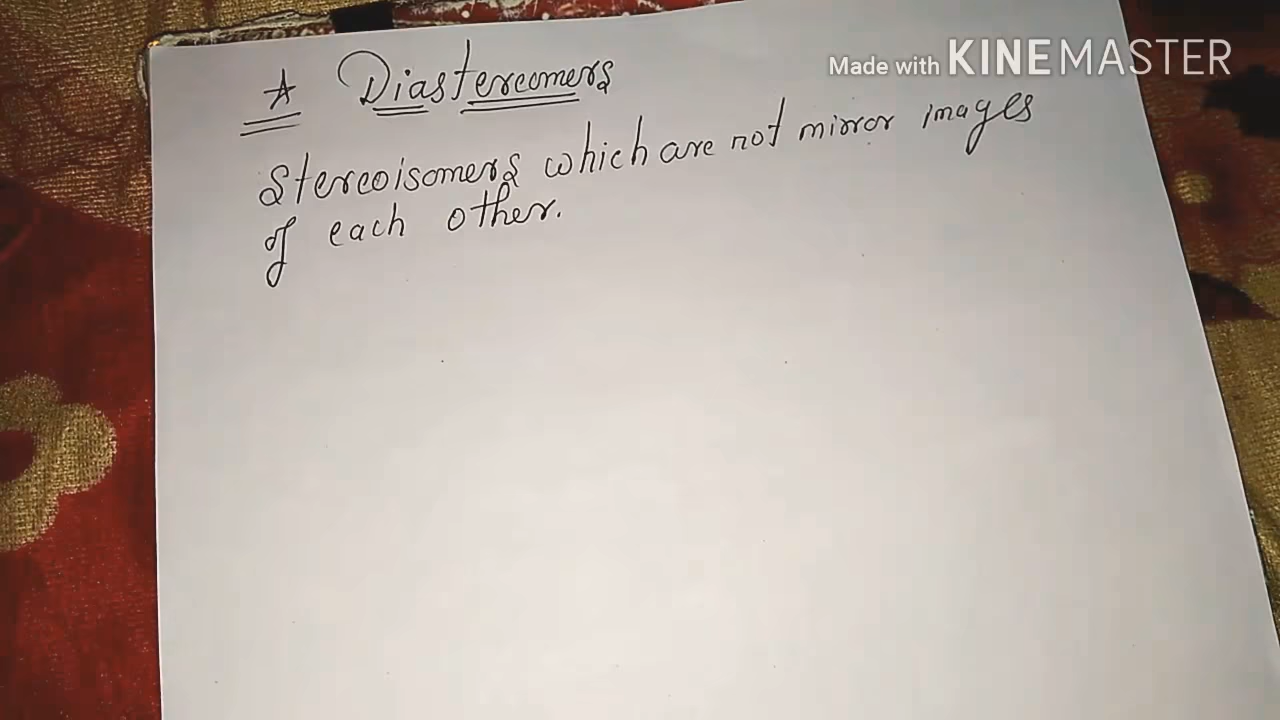 Made with KINEMASTER
☆ Diastereomers
Stereoisomers which are not mirror images
of each other.